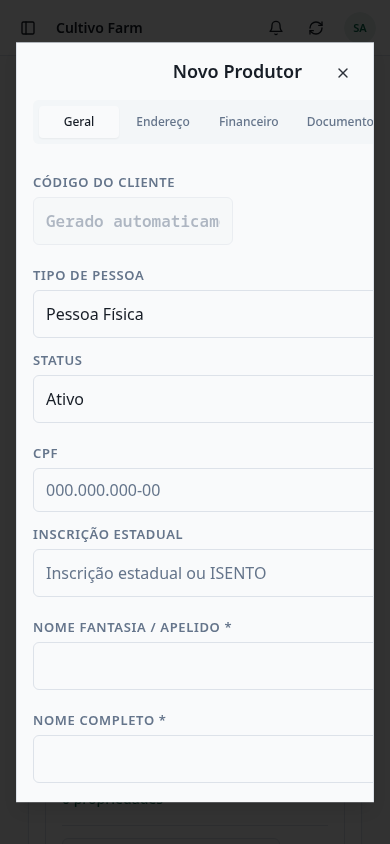 Cultivo Farm
SA
Novo Produtor
Geral
Endereço
Financeiro
Documento
CÓDIGO DO CLIENTE
Gerado automaticam
TIPO DE PESSOA
Pessoa Física
STATUS
Ativo
CPF
000.000.000-00
INSCRIÇÃO ESTADUAL
Inscrição estadual ou ISENTO
NOME FANTASIA / APELIDO *
NOME COMPLETO *